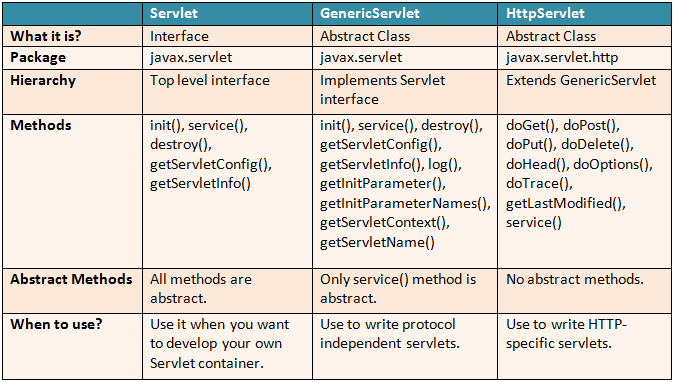 Servlet GenericServlet HttpServlet
What it is? Interface Abstract Class Abstract Class
Package javax.servlet javax.servlet javax.servlet.http
Hierarchy Top level interface Implements Servlet Extends GenericServlet
interface
Methods init(), service(), init(), service(), destroy(), doGet(), doPost(),
destroy(), getServletConfig(), doPut(), doDelete(),
getServletConfig(), getServletInfo(), log(), doHead(), doOptions(),
getServletInfo() getInitParameter(), doTrace(),
getInitParameterNames(), getLastModified(),
getServletContext(), service()
getServletName()
Abstract Methods All methods are Only service() method is No abstract methods.
abstract. abstract.
When to use? Use it when you want Use to write protocol Use to write HTTP-
to develop your own independent servlets. specific servlets.
Servlet container.